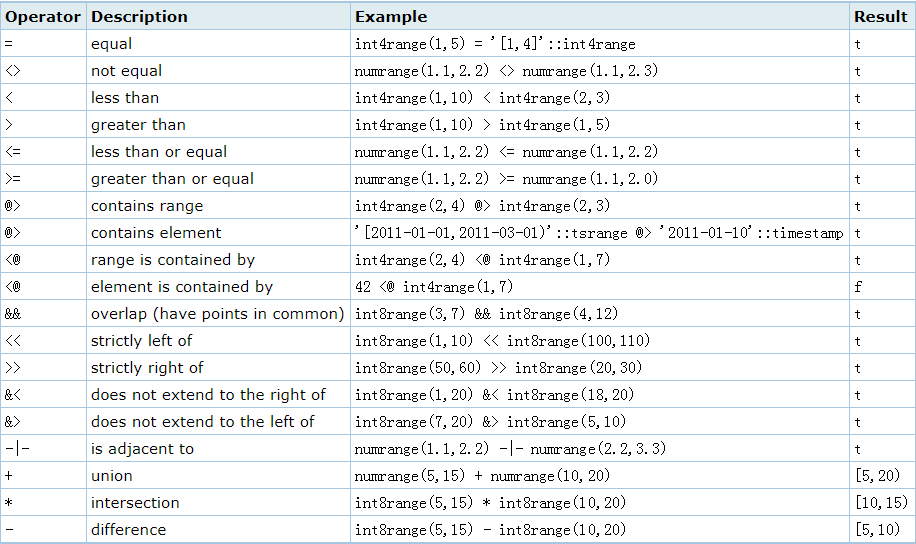 Operator Description Example Result
= equal int4range(1,5) = '[1,4]'::int4range t
<> not equal numrange(1.1,2.2) <> numrange(1.1,2.3) t
< less than int4range(1,10) < int4range(2,3) t
> greater than int4range(1,10) > int4range(1,5) t
<= less than or equal numrange(1.1,2.2) <= numrange(1.1,2.2) t
>= greater than or equal numrange(1.1,2.2) >= numrange(1.1,2.0) t
@> contains range int4range(2,4) @> int4range(2,3) t
@> contains element '[2011-01-01,2011-03-01)'::tsrange @> '2011-01-10'::timestamp t
<@ range is contained by int4range(2,4) <@ int4range(1,7) t
<@ element is contained by 42 <@ int4range(1,7) f
&& overlap (have points in common) int8range(3,7) && int8range(4,12) t
<< strictly left of int8range(1,10) << int8range(100,110) t
>> strictly right of int8range(50,60) >> int8range(20,30) t
&< does not extend to the right of int8range(1,20) &< int8range(18,20) t
&> does not extend to the left of int8range(7,20) &> int8range(5,10) t
-|- is adjacent to numrange(1.1,2.2) -|- numrange(2.2,3.3) t
+ union numrange(5,15) + numrange(10,20) [5,20)
* intersection int8range(5,15) * int8range(10,20) [10,15)
- difference int8range(5,15) - int8range(10,20) [5,10)